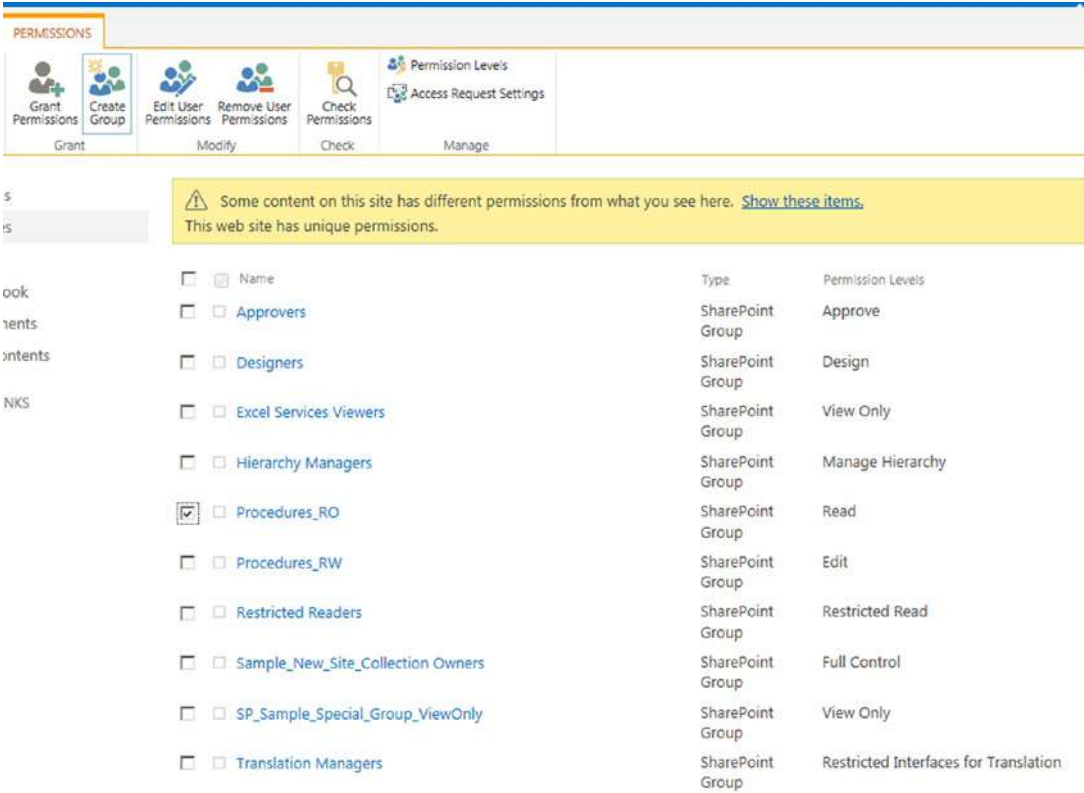 PERMISSIONS
Grant Permissions
Create Group
Edit User Permissions
Remove User Permissions
Check Permissions
Permission Levels
Access Request Settings
Grant
Modify
Check
Manage
Some content on this site has different permissions from what you see here. Show these items.
This web site has unique permissions.
s
es
ook
ments
ontents
NKS
Name Type Permission Levels
Approvers SharePoint Group Approve
Designers SharePoint Group Design
Excel Services Viewers SharePoint Group View Only
Hierarchy Managers SharePoint Group Manage Hierarchy
Procedures_RO SharePoint Group Read
Procedures_RW SharePoint Group Edit
Restricted Readers SharePoint Group Restricted Read
Sample_New_Site_Collection Owners SharePoint Group Full Control
SP_Sample_Special_Group_ViewOnly SharePoint Group View Only
Translation Managers SharePoint Group Restricted Interfaces for Translation